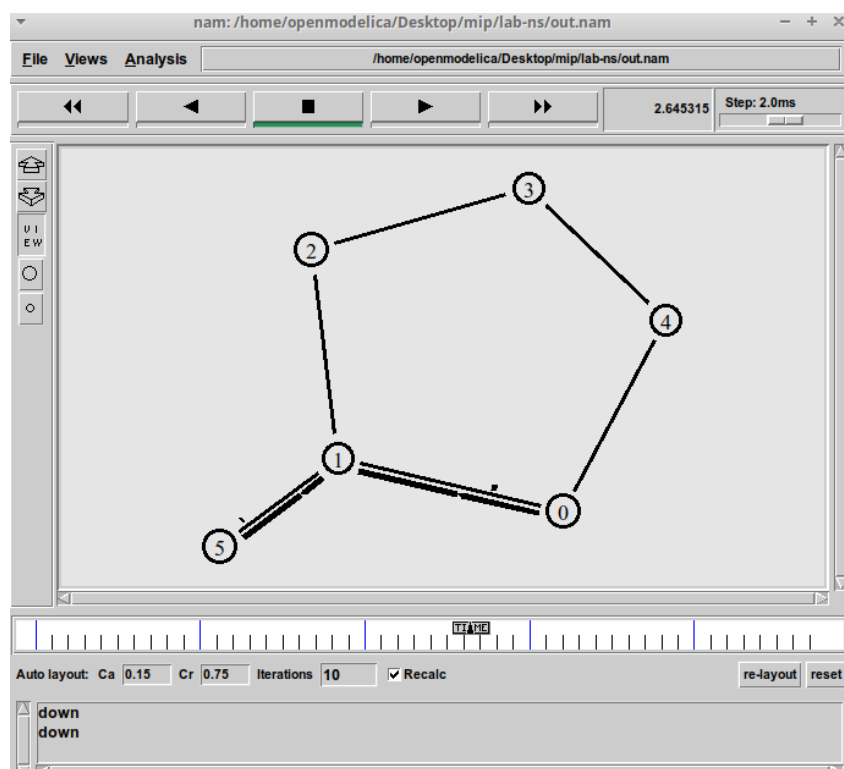 nam: /home/openmodelica/Desktop/mip/lab-ns/out.nam
File Views Analysis /home/openmodelica/Desktop/mip/lab-ns/out.nam
2.645315 Step: 2.0ms
VIEW
3
2
4
1
0
5
TIME
Auto layout: Ca 0.15 Cr 0.75 Iterations 10 Recalc re-layout reset
down
down